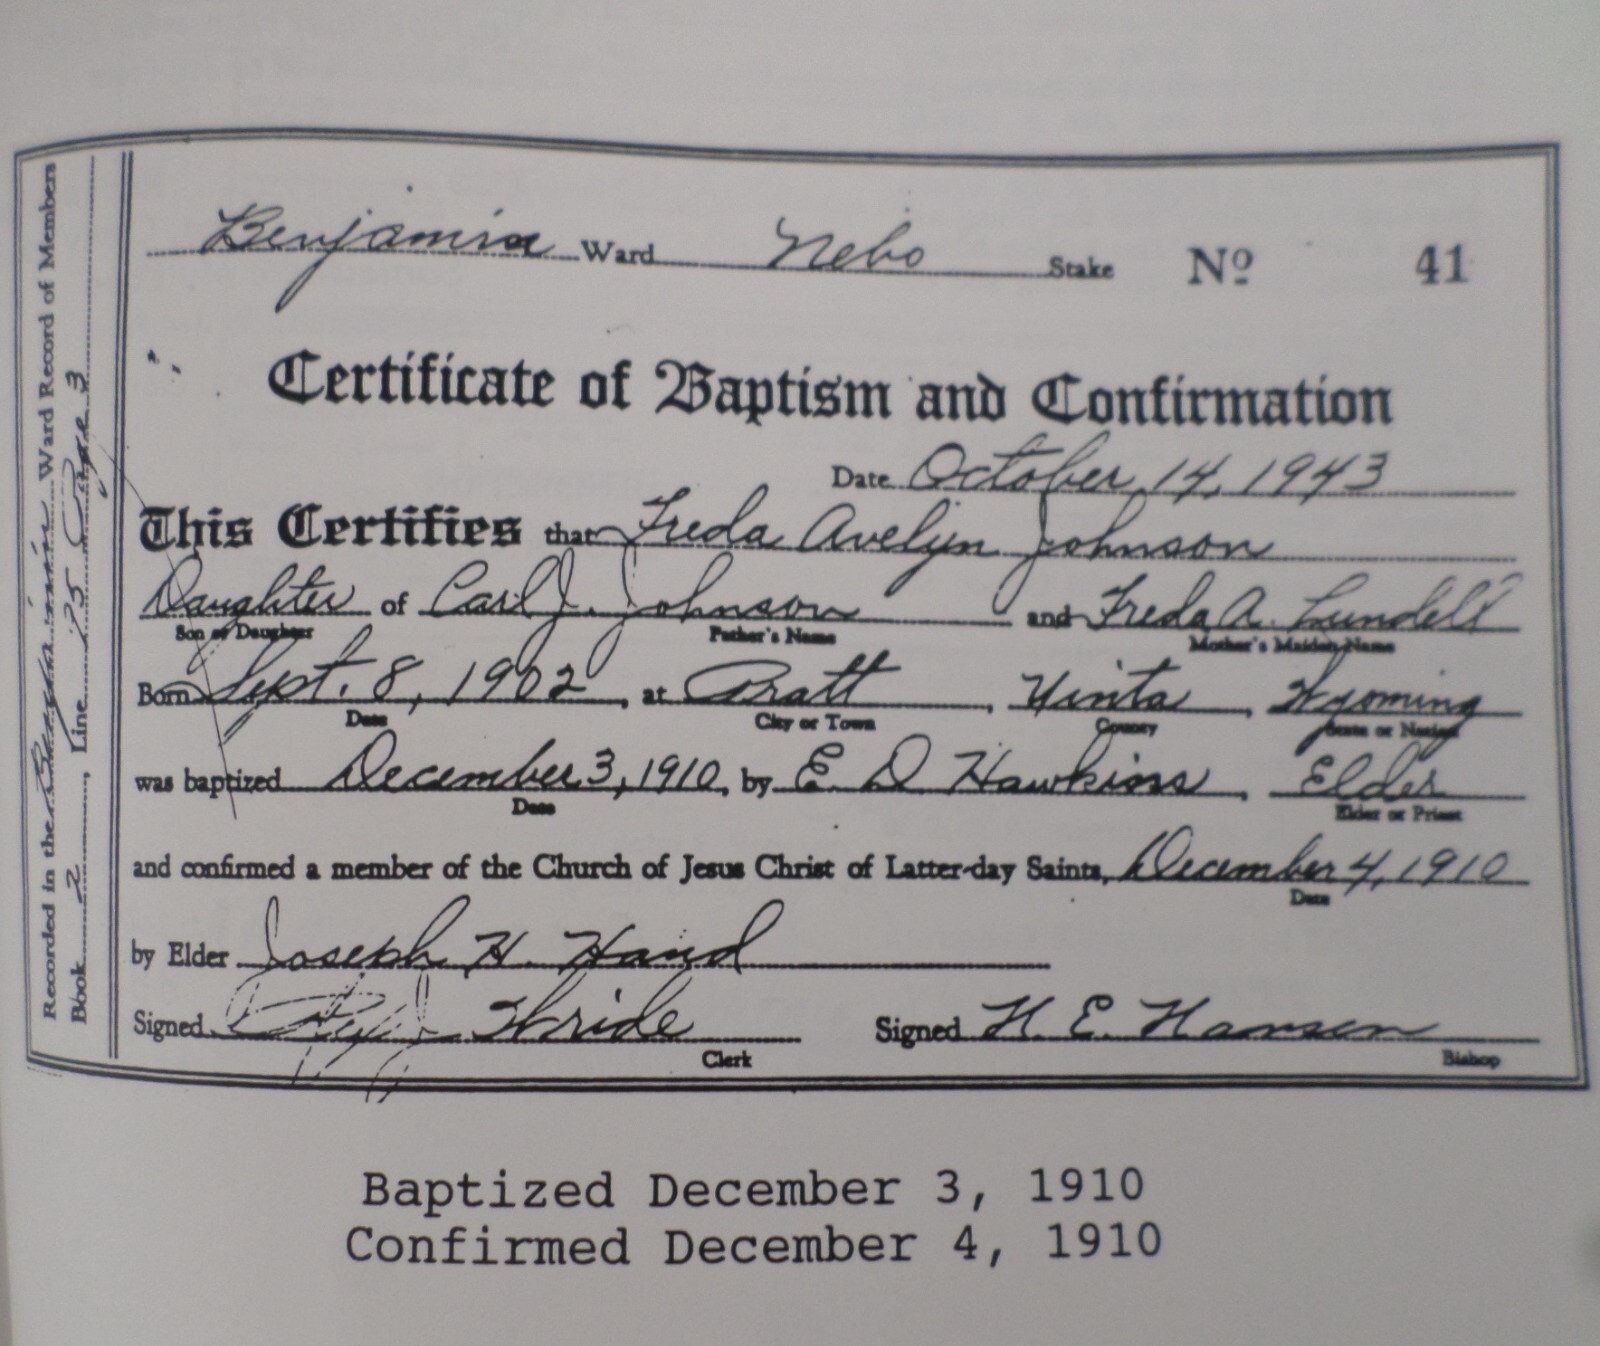 Benjamin Ward Nebo Stake Nº 41
Certificate of Baptism and Confirmation
Date October 14, 1943
This Certifies that Freda Avelyn Johnson
Daughter of Carl J. Johnson and Freda A. Lundell
Son or Daughter Father's Name Mother's Maiden Name
Born Sept. 8, 1902, at Pratt, Uinta, Wyoming
Date City or Town County State or Nation
was baptized December 3, 1910, by E. D Hawkins, Elder
Date Elder or Priest
and confirmed a member of the Church of Jesus Christ of Latter-day Saints, December 4, 1910
Date
by Elder Joseph H. Hand
Signed Wride Signed H. E. Hansen
Clerk Bishop
Recorded in the Benjamin Ward Record of Members
Book 2, Line 75 Page 3
Baptized December 3, 1910
Confirmed December 4, 1910